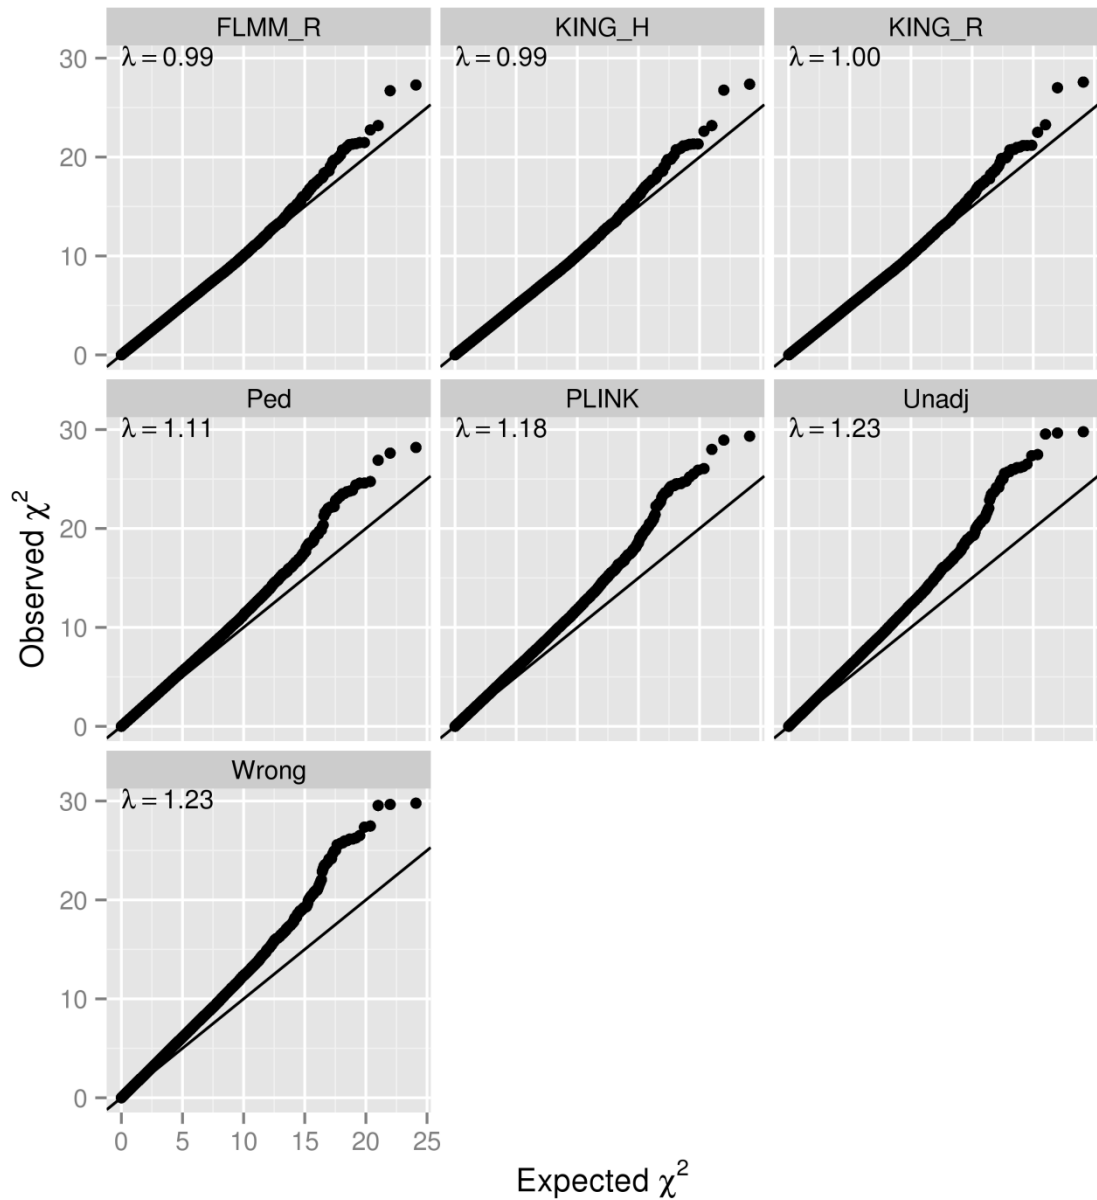 FLMM_R KING_H KING_R
λ = 0.99 λ = 0.99 λ = 1.00
30
20
10
0
Ped PLINK Unadj
λ = 1.11 λ = 1.18 λ = 1.23
30
20
10
0
Observed χ²
Wrong
λ = 1.23
30
20
10
0
0 5 10 15 20 25
Expected χ²